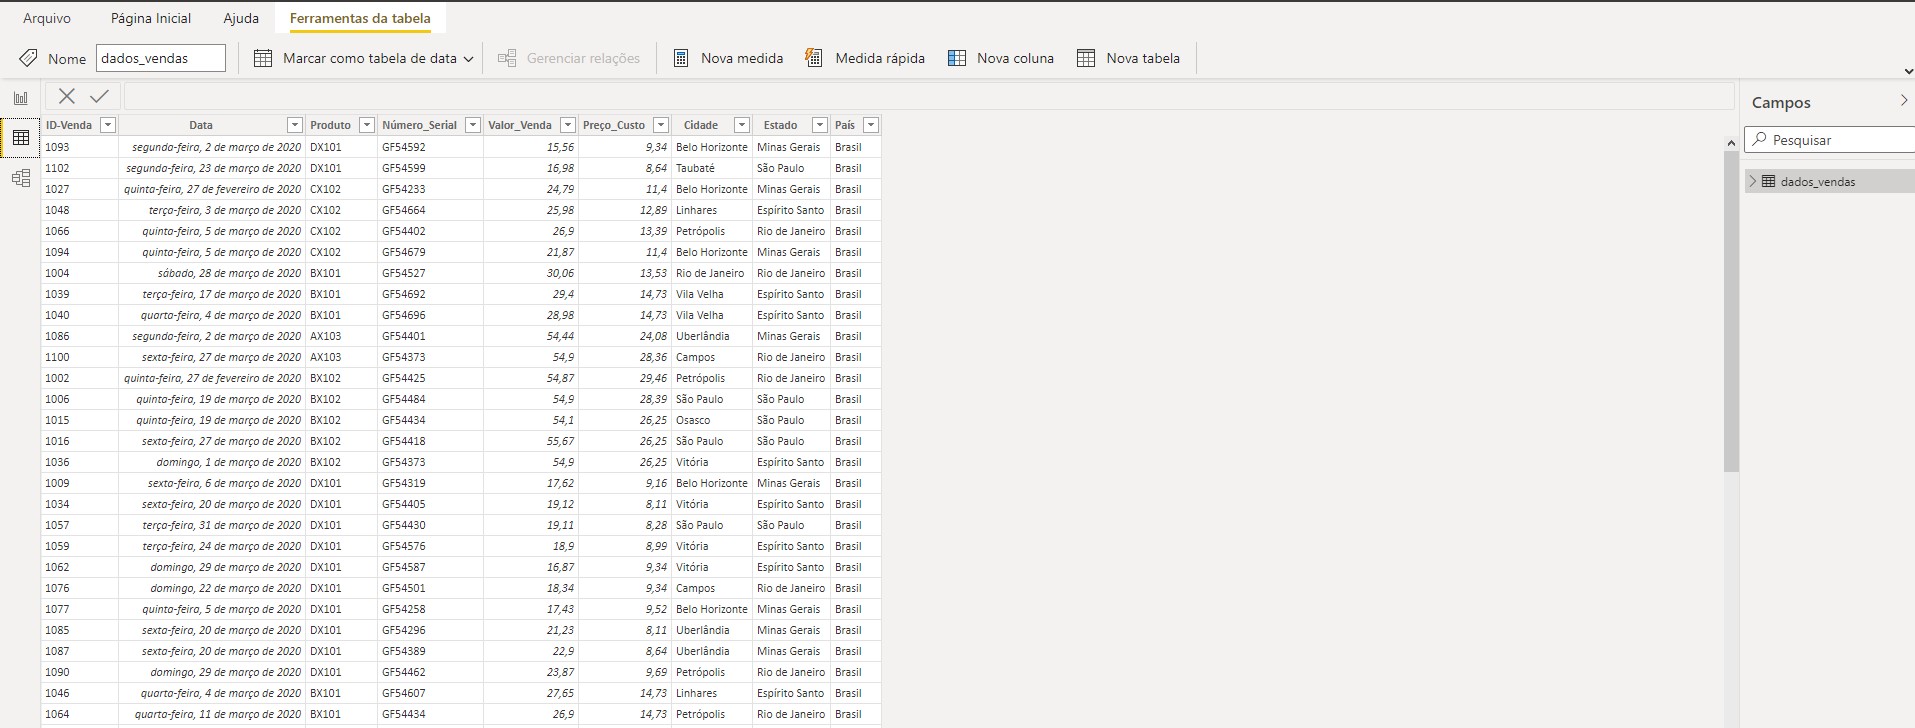 Arquivo Página Inicial Ajuda Ferramentas da tabela
Nome dados_vendas Marcar como tabela de data Gerenciar relações Nova medida Medida rápida Nova coluna Nova tabela
Campos
Pesquisar
dados_vendas
ID-Venda Data Produto Número_Serial Valor_Venda Preço_Custo Cidade Estado País
1093 segunda-feira, 2 de março de 2020 DX101 GF54592 15,56 9,34 Belo Horizonte Minas Gerais Brasil
1102 segunda-feira, 23 de março de 2020 DX101 GF54599 16,98 8,64 Taubaté São Paulo Brasil
1027 quinta-feira, 27 de fevereiro de 2020 CX102 GF54233 24,79 11,4 Belo Horizonte Minas Gerais Brasil
1048 terça-feira, 3 de março de 2020 CX102 GF54664 25,98 12,89 Linhares Espírito Santo Brasil
1066 quinta-feira, 5 de março de 2020 CX102 GF54402 26,9 13,39 Petrópolis Rio de Janeiro Brasil
1094 quinta-feira, 5 de março de 2020 CX102 GF54679 21,87 11,4 Belo Horizonte Minas Gerais Brasil
1004 sábado, 28 de março de 2020 BX101 GF54527 30,06 13,53 Rio de Janeiro Rio de Janeiro Brasil
1039 terça-feira, 17 de março de 2020 BX101 GF54692 29,4 14,73 Vila Velha Espírito Santo Brasil
1040 quarta-feira, 4 de março de 2020 BX101 GF54696 28,98 14,73 Vila Velha Espírito Santo Brasil
1086 segunda-feira, 2 de março de 2020 AX103 GF54401 54,44 24,08 Uberlândia Minas Gerais Brasil
1100 sexta-feira, 27 de março de 2020 AX103 GF54373 54,9 28,36 Campos Rio de Janeiro Brasil
1002 quinta-feira, 27 de fevereiro de 2020 BX102 GF54425 54,87 29,46 Petrópolis Rio de Janeiro Brasil
1006 quinta-feira, 19 de março de 2020 BX102 GF54484 54,9 28,39 São Paulo São Paulo Brasil
1015 quinta-feira, 19 de março de 2020 BX102 GF54434 54,1 26,25 Osasco São Paulo Brasil
1016 sexta-feira, 27 de março de 2020 BX102 GF54418 55,67 26,25 São Paulo São Paulo Brasil
1036 domingo, 1 de março de 2020 BX102 GF54373 54,9 26,25 Vitória Espírito Santo Brasil
1009 sexta-feira, 6 de março de 2020 DX101 GF54319 17,62 9,16 Belo Horizonte Minas Gerais Brasil
1034 sexta-feira, 20 de março de 2020 DX101 GF54405 19,12 8,11 Vitória Espírito Santo Brasil
1057 terça-feira, 31 de março de 2020 DX101 GF54430 19,11 8,28 São Paulo São Paulo Brasil
1059 terça-feira, 24 de março de 2020 DX101 GF54576 18,9 8,99 Vitória Espírito Santo Brasil
1062 domingo, 29 de março de 2020 DX101 GF54587 16,87 9,34 Vitória Espírito Santo Brasil
1076 domingo, 22 de março de 2020 DX101 GF54501 18,34 9,34 Campos Rio de Janeiro Brasil
1077 quinta-feira, 5 de março de 2020 DX101 GF54258 17,43 9,52 Belo Horizonte Minas Gerais Brasil
1085 sexta-feira, 20 de março de 2020 DX101 GF54296 21,23 8,11 Uberlândia Minas Gerais Brasil
1087 sexta-feira, 20 de março de 2020 DX101 GF54389 22,9 8,64 Uberlândia Minas Gerais Brasil
1090 domingo, 29 de março de 2020 DX101 GF54462 23,87 9,69 Petrópolis Rio de Janeiro Brasil
1046 quarta-feira, 4 de março de 2020 BX101 GF54607 27,65 14,73 Linhares Espírito Santo Brasil
1064 quarta-feira, 11 de março de 2020 BX101 GF54434 26,9 14,73 Petrópolis Rio de Janeiro Brasil